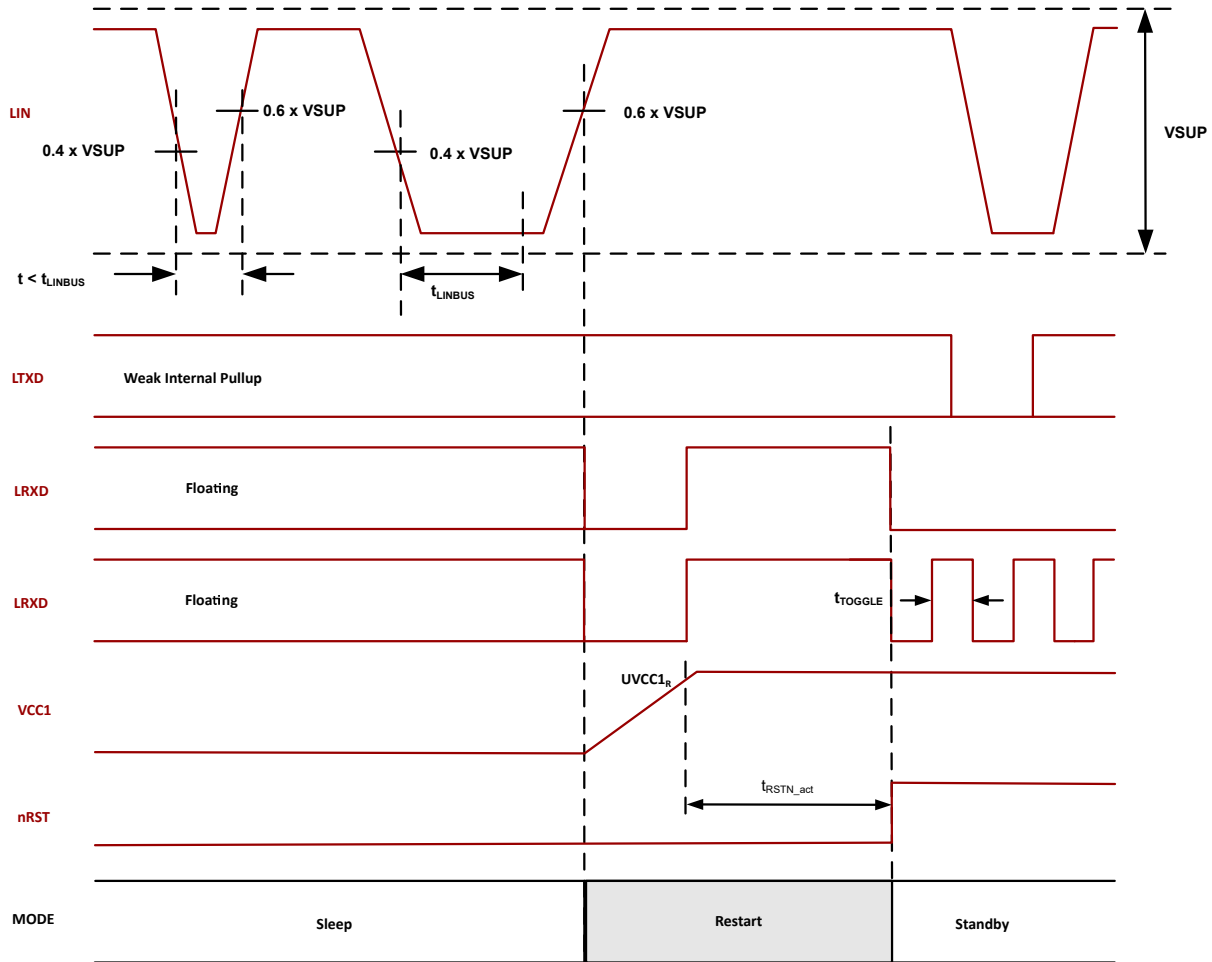 LIN
0.6 x VSUP
0.6 x VSUP
VSUP
0.4 x VSUP
0.4 x VSUP
t < tLINBUS
tLINBUS
LTXD
Weak Internal Pullup
LRXD
Floating
LRXD
Floating
tTOGGLE
UVCC1R
VCC1
tRSTN_act
nRST
MODE
Sleep
Restart
Standby